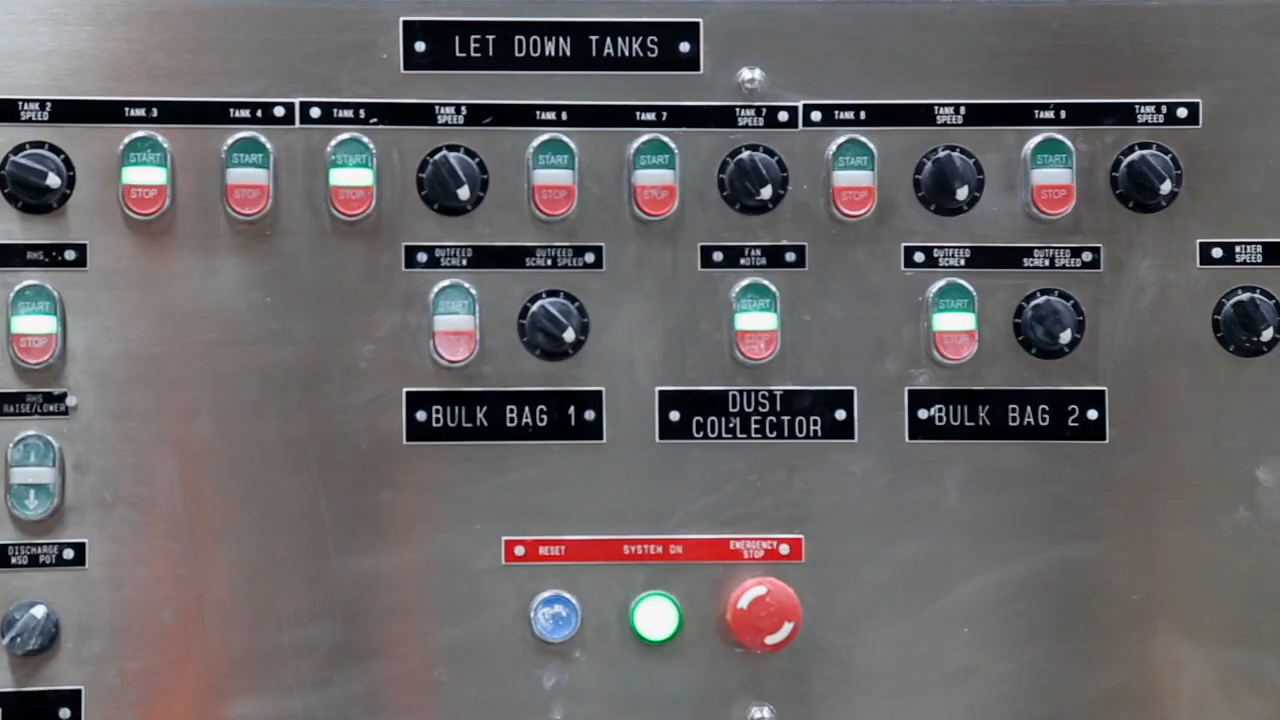 LET DOWN TANKS
TANK 2 SPEED
TANK 3
TANK 4
TANK 5
TANK 5 SPEED
TANK 6
TANK 7
TANK 7 SPEED
TANK 8
TANK 8 SPEED
TANK 9
TANK 9 SPEED
START
STOP
START
STOP
START
STOP
START
STOP
START
STOP
START
STOP
START
STOP
AHS
OUTFEED SCREW
OUTFEED SCREW SPEED
FAN MOTOR
OUTFEED SCREW
OUTFEED SCREW SPEED
MIXER SPEED
START
STOP
START
STOP
START
STOP
START
STOP
AHS
RAISE/LOWER
BULK BAG 1
DUST
COLLECTOR
BULK BAG 2
DISCHARGE
WSD POT
RESET
SYSTEM ON
EMERGENCY STOP